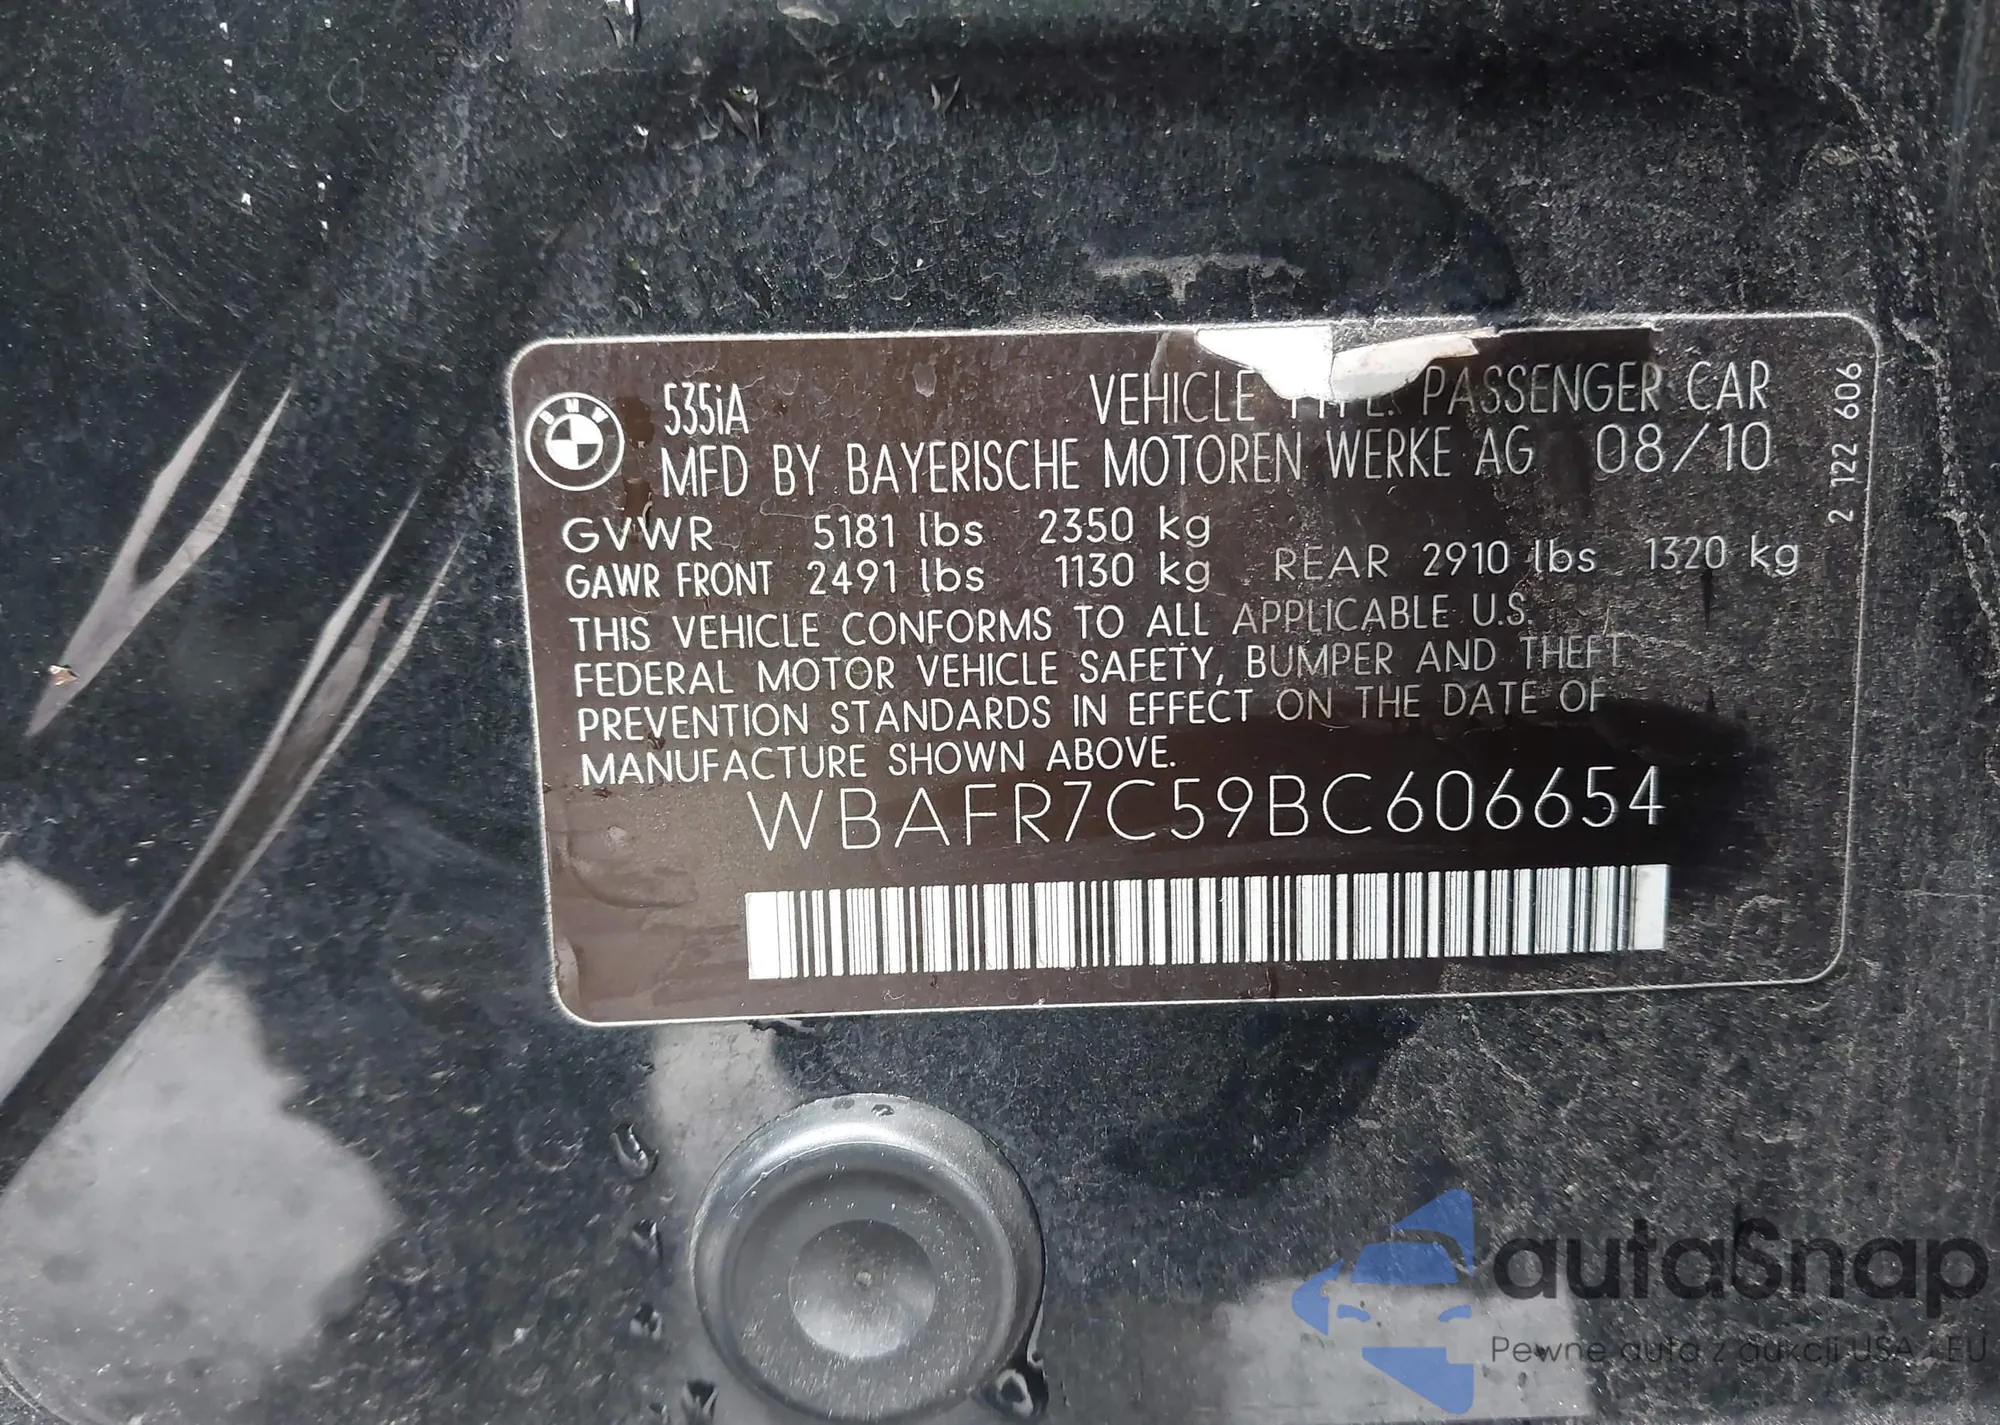 BMW
535iA VEHICLE TYPE: PASSENGER CAR
MFD BY BAYERISCHE MOTOREN WERKE AG 08/10
GVWR 5181 lbs 2350 kg
GAWR FRONT 2491 lbs 1130 kg REAR 2910 lbs 1320 kg
THIS VEHICLE CONFORMS TO ALL APPLICABLE U.S.
FEDERAL MOTOR VEHICLE SAFETY, BUMPER AND THEFT
PREVENTION STANDARDS IN EFFECT ON THE DATE OF
MANUFACTURE SHOWN ABOVE.
WBAFR7C59BC606654
2 122 606
autaSnap
Pewne auta z aukcji USA i EU